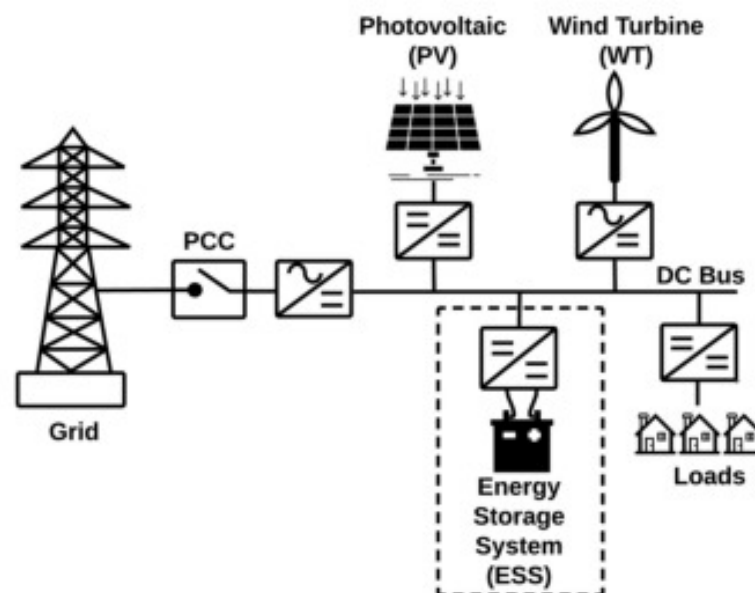 Photovoltaic
(PV)
Wind Turbine
(WT)
PCC
DC Bus
Grid
Loads
Energy
Storage
System
(ESS)